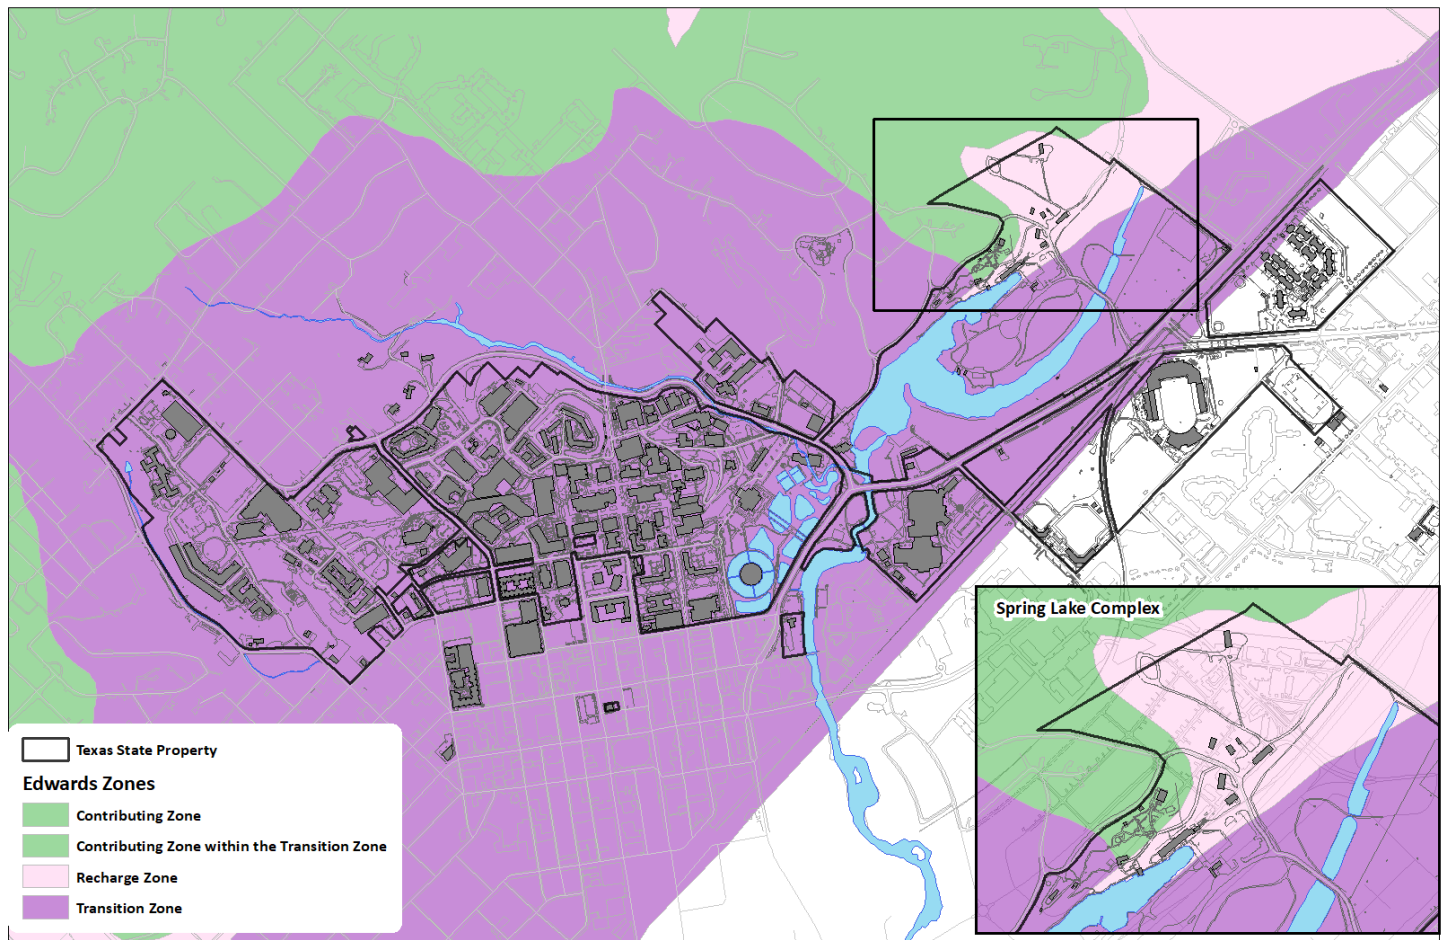 Spring Lake Complex
Texas State Property
Edwards Zones
Contributing Zone
Contributing Zone within the Transition Zone
Recharge Zone
Transition Zone